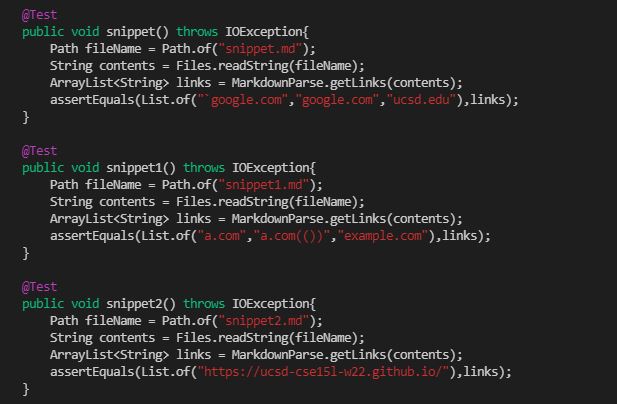 @Test
public void snippet() throws IOException{
Path fileName = Path.of("snippet.md");
String contents = Files.readString(fileName);
ArrayList<String> links = MarkdownParse.getLinks(contents);
assertEquals(List.of("`google.com","google.com","ucsd.edu"),links);
}
@Test
public void snippet1() throws IOException{
Path fileName = Path.of("snippet1.md");
String contents = Files.readString(fileName);
ArrayList<String> links = MarkdownParse.getLinks(contents);
assertEquals(List.of("a.com","a.com(())","example.com"),links);
}
@Test
public void snippet2() throws IOException{
Path fileName = Path.of("snippet2.md");
String contents = Files.readString(fileName);
ArrayList<String> links = MarkdownParse.getLinks(contents);
assertEquals(List.of("https://ucsd-cse15l-w22.github.io/"),links);
}